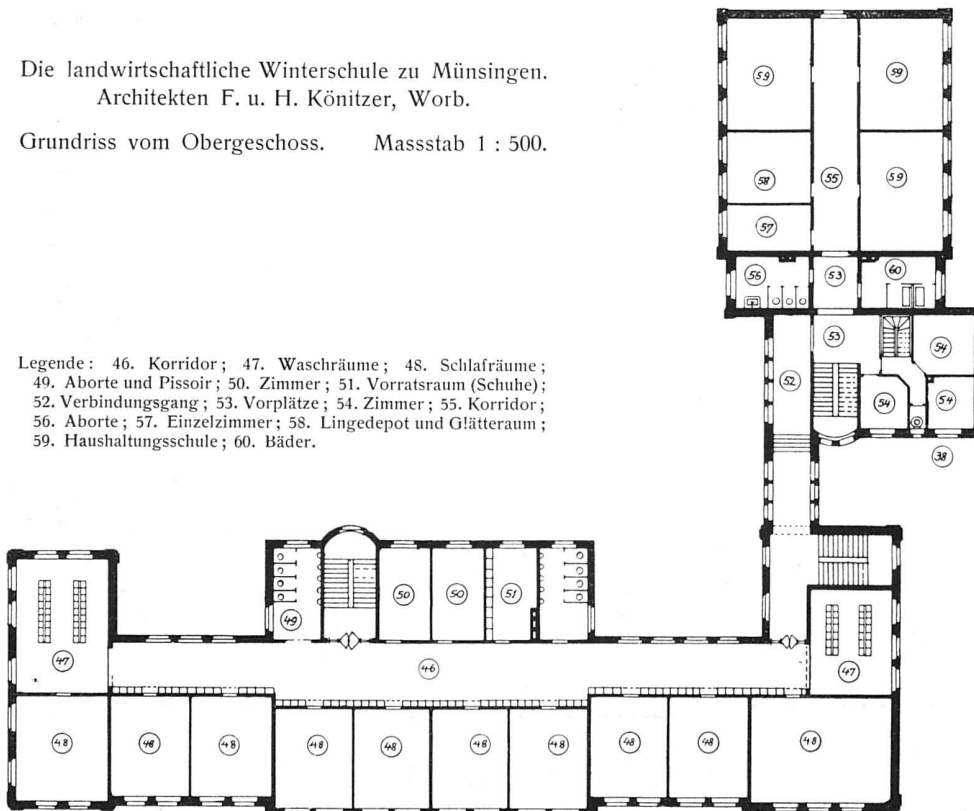 Die landwirtschaftliche Winterschule zu Münsingen.
Architekten F. u. H. Könitzer, Worb.
Grundriss vom Obergeschoss. Massstab 1 : 500.
59 59
58 55 59
57
56 53 60
53 54
52 54 54
38
Legende: 46. Korridor; 47. Waschräume; 48. Schlafräume;
49. Aborte und Pissoir; 50. Zimmer; 51. Vorratsraum (Schuhe);
52. Verbindungsgang; 53. Vorplätze; 54. Zimmer; 55. Korridor;
56. Aborte; 57. Einzelzimmer; 58. Lingedepot und Glätteraum;
59. Haushaltungsschule; 60. Bäder.
49 50 50 51
47 46 47
48 48 48 48 48 48 48 48 48 48